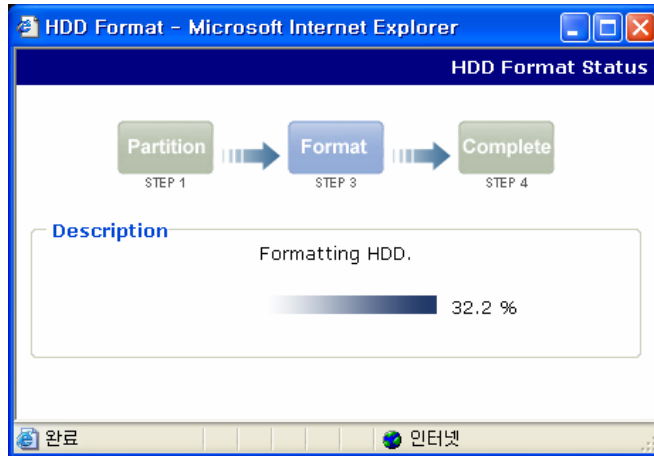 HDD Format - Microsoft Internet Explorer
HDD Format Status
Partition
Format
Complete
STEP 1
STEP 3
STEP 4
Description
Formatting HDD.
32.2 %
완료
인터넷